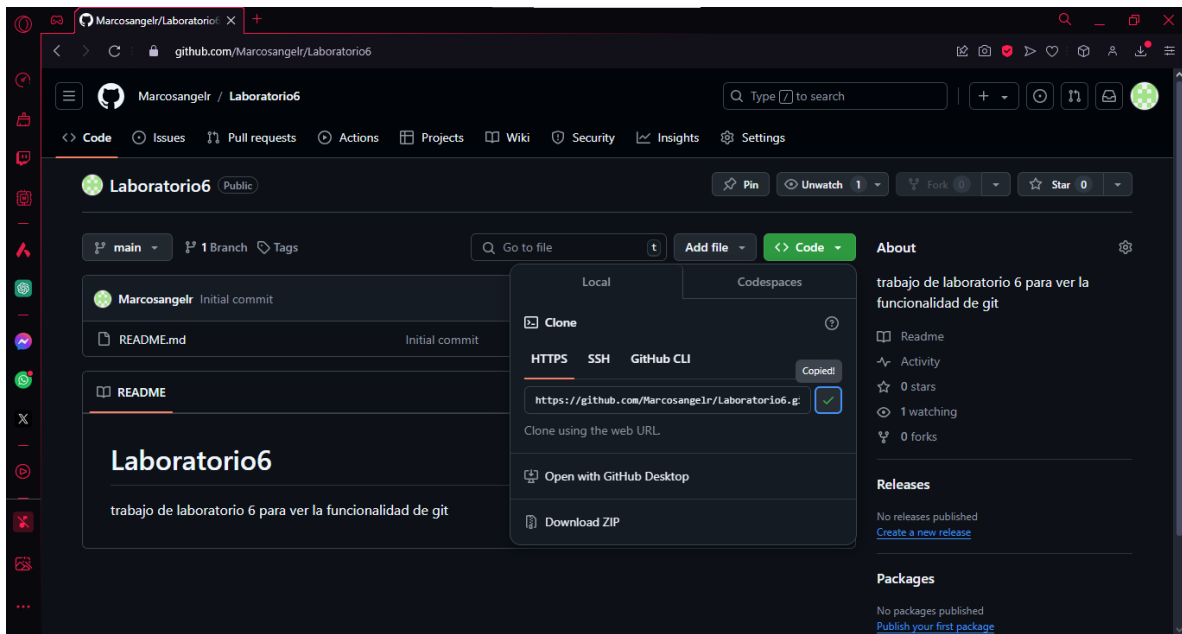 Marcosangelr/Laboratorio6
github.com/Marcosangelr/Laboratorio6
Marcosangelr / Laboratorio6
Type / to search
Code Issues Pull requests Actions Projects Wiki Security Insights Settings
Laboratorio6 Public
Pin Unwatch 1 Fork 0 Star 0
main 1 Branch Tags Go to file t Add file Code
Marcosangelr Initial commit
README.md Initial commit
README
Laboratorio6
trabajo de laboratorio 6 para ver la funcionalidad de git
Local Codespaces
Clone
HTTPS SSH GitHub CLI
Copied!
https://github.com/Marcosangelr/Laboratorio6.g
Clone using the web URL.
Open with GitHub Desktop
Download ZIP
About
trabajo de laboratorio 6 para ver la
funcionalidad de git
Readme
Activity
0 stars
1 watching
0 forks
Releases
No releases published
Create a new release
Packages
No packages published
Publish your first package